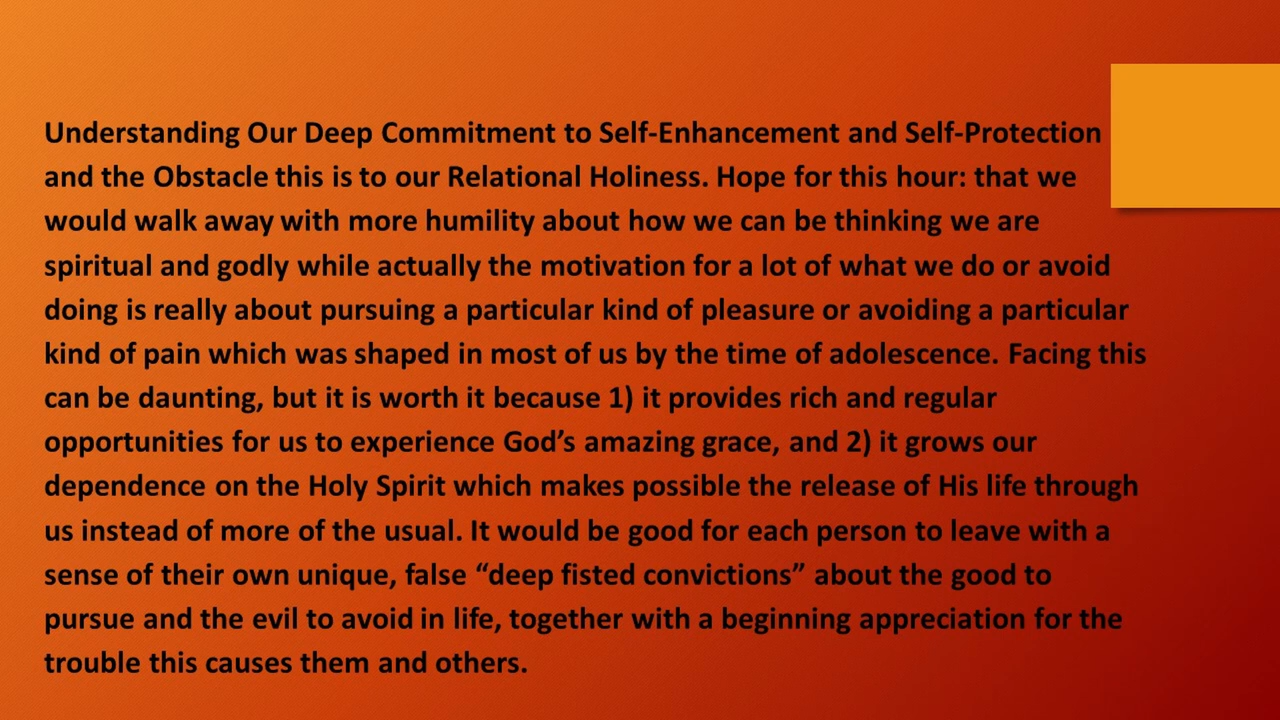 Understanding Our Deep Commitment to Self-Enhancement and Self-Protection
and the Obstacle this is to our Relational Holiness. Hope for this hour: that we
would walk away with more humility about how we can be thinking we are
spiritual and godly while actually the motivation for a lot of what we do or avoid
doing is really about pursuing a particular kind of pleasure or avoiding a particular
kind of pain which was shaped in most of us by the time of adolescence. Facing this
can be daunting, but it is worth it because 1) it provides rich and regular
opportunities for us to experience God’s amazing grace, and 2) it grows our
dependence on the Holy Spirit which makes possible the release of His life through
us instead of more of the usual. It would be good for each person to leave with a
sense of their own unique, false “deep fisted convictions” about the good to
pursue and the evil to avoid in life, together with a beginning appreciation for the
trouble this causes them and others.